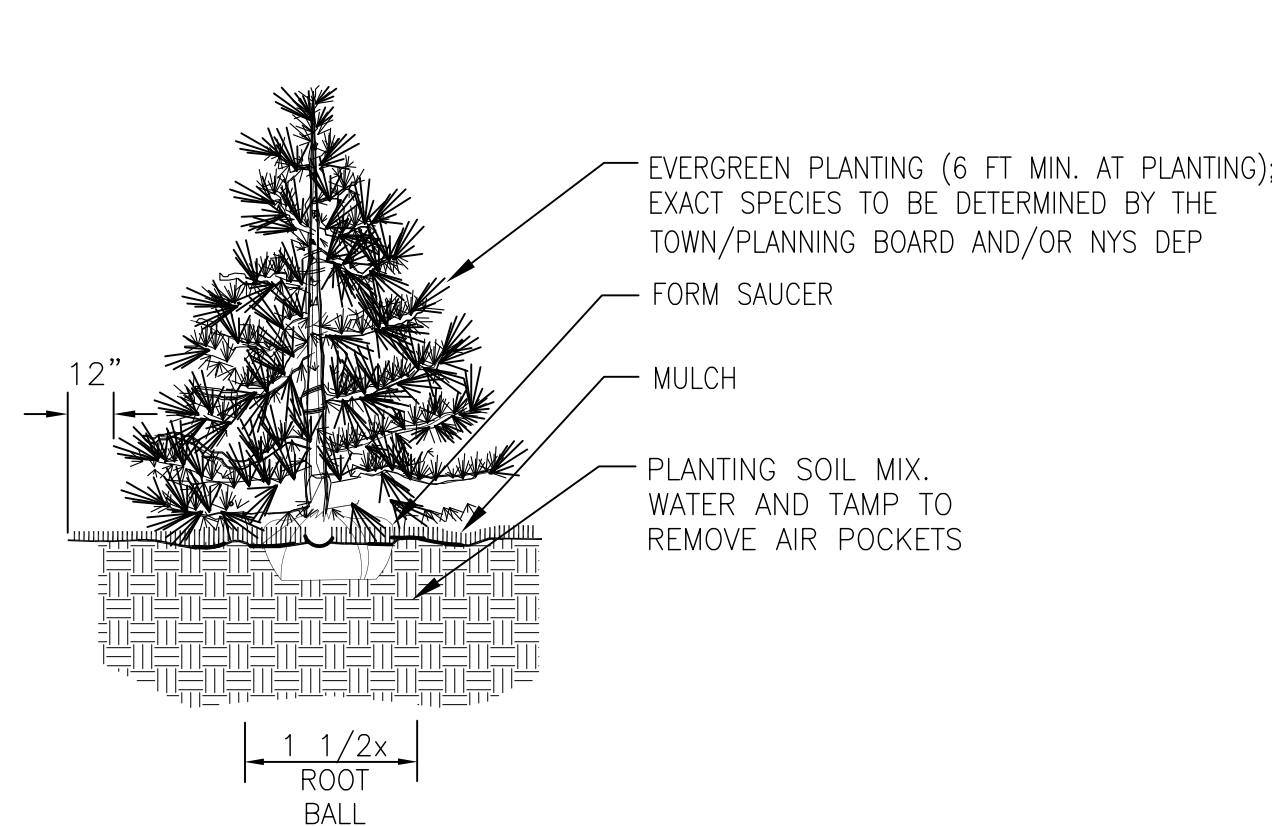 EVERGREEN PLANTING (6 FT MIN. AT PLANTING);
EXACT SPECIES TO BE DETERMINED BY THE
TOWN/PLANNING BOARD AND/OR NYS DEP
FORM SAUCER
12”
MULCH
PLANTING SOIL MIX.
WATER AND TAMP TO
REMOVE AIR POCKETS
1 1/2x
ROOT
BALL